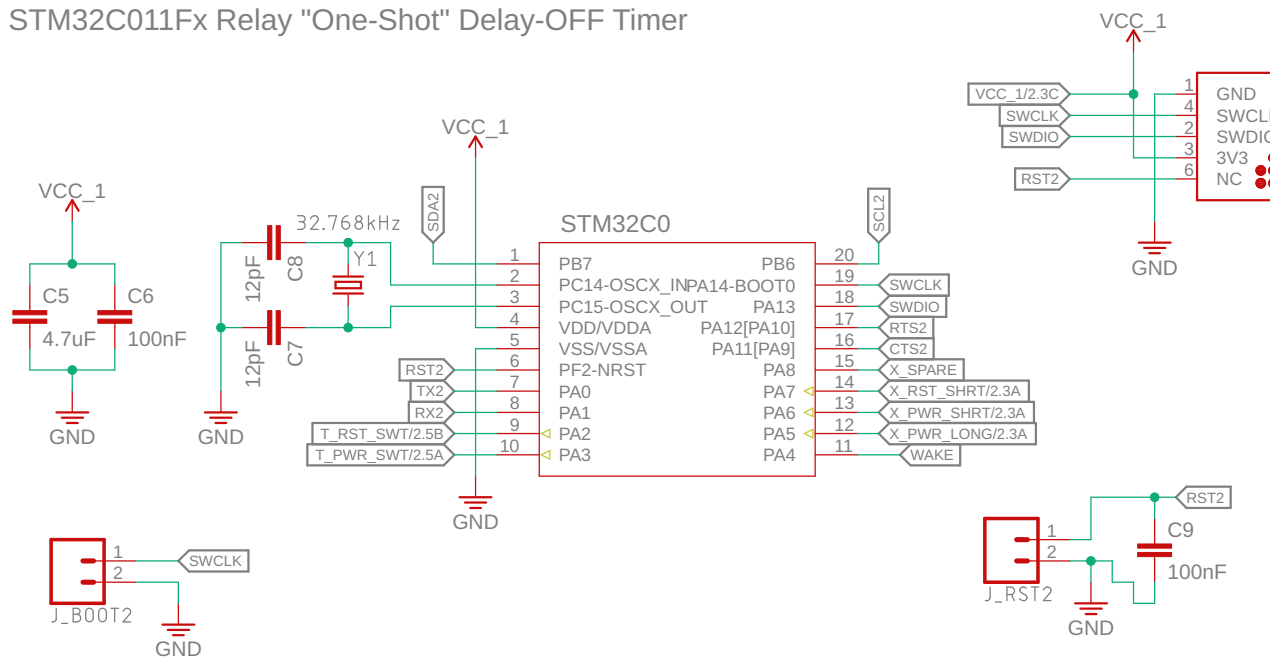 STM32C011Fx Relay "One-Shot" Delay-OFF Timer
VCC_1
VCC_1/2.3C
SWCLK
SWDIO
RST2
1
4
2
3
6
GND
SWCL
SWDIO
3V3
NC
GND
VCC_1
C5
4.7uF
C6
100nF
GND
12pF
C8
32.768kHz
Y1
12pF
C7
GND
VCC_1
SDA2
STM32C0
SCL2
1 PB7
2 PC14-OSCX_IN
3 PC15-OSCX_OUT
4 VDD/VDDA
5 VSS/VSSA
RST2 6 PF2-NRST
TX2 7 PA0
RX2 8 PA1
T_RST_SWT/2.5B 9 PA2
T_PWR_SWT/2.5A 10 PA3
PB6 20
PA14-BOOT0 19 SWCLK
PA13 18 SWDIO
PA12[PA10] 17 RTS2
PA11[PA9] 16 CTS2
PA8 15 X_SPARE
PA7 14 X_RST_SHRT/2.3A
PA6 13 X_PWR_SHRT/2.3A
PA5 12 X_PWR_LONG/2.3A
PA4 11 WAKE
GND
1
2
SWCLK
J_BOOT2
GND
RST2
1
2
C9
100nF
J_RST2
GND